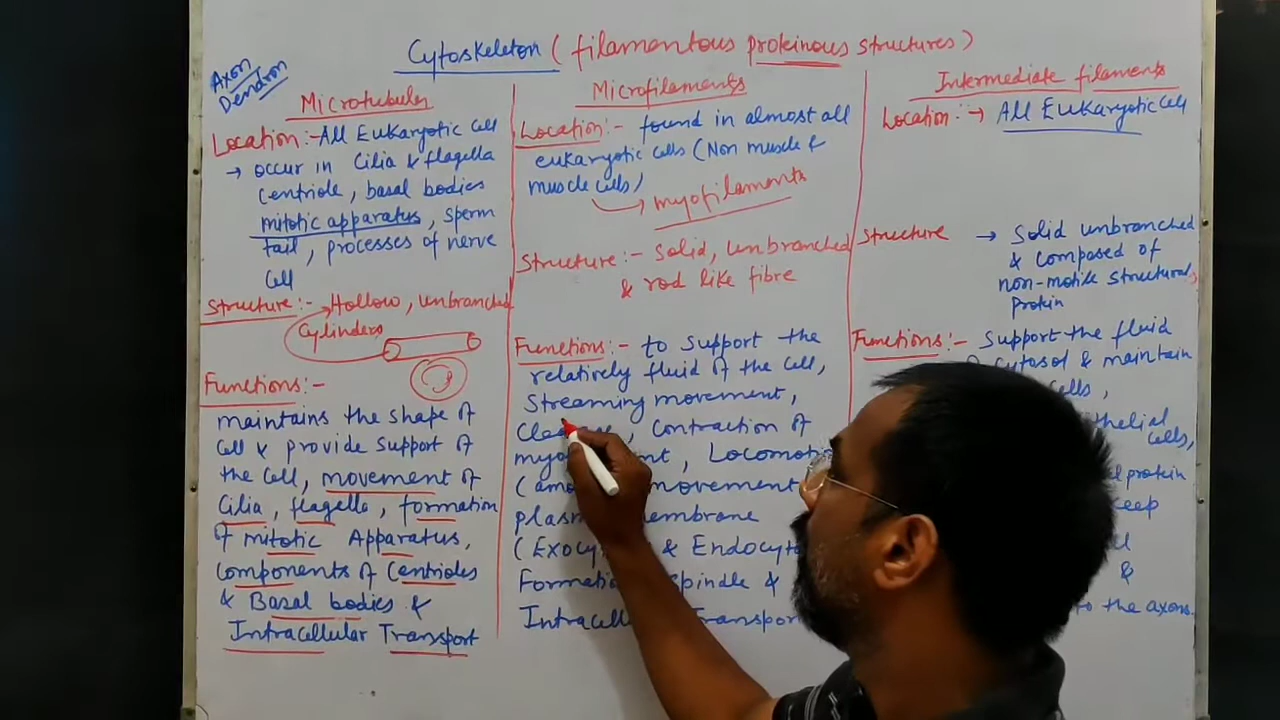 Cytoskeleton (filamentous proteinous structures)
Axon
Dendron
Microtubules
Location:- All Eukaryotic Cell
→ occur in Cilia & flagella
Centriole, basal bodies
mitotic apparatus, sperm
tail, processes of nerve
Cell
Structure:- Hollow, unbranched
Cylinders
Functions:-
maintains the shape of
Cell & provide support of
the Cell, movement of
Cilia, flagella, formation
of mitotic Apparatus,
Components of Centrioles
& Basal bodies &
Intracellular Transport
Microfilaments
Location:- found in almost all
eukaryotic cells (Non muscle &
muscle cells)
→ myofilaments
Structure:- Solid, unbranched
& rod like fibre
Functions:- to support the
relatively fluid of the Cell,
Streaming movement,
, Contraction of
, 
movement
membrane
& 
Spindle &
Intermediate filaments
Location:- → All Eukaryotic Cell
Structure → Solid unbranched
& composed of
non-motile structural
protein
Functions:- Support the fluid
Cytosol & maintain
Cells,
Cells,
protein
&
to the axons.